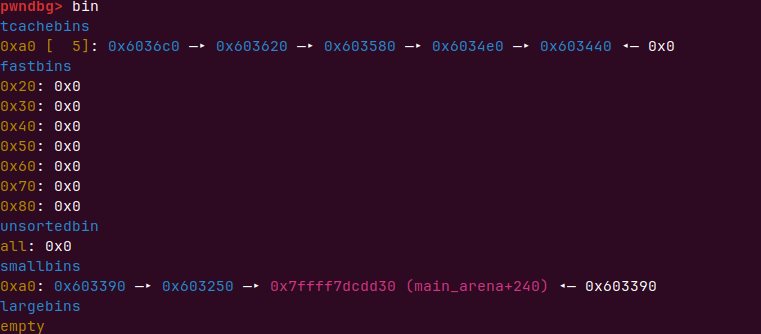 pwndbg> bin
tcachebins
0xa0 [  5]: 0x6036c0 —▸ 0x603620 —▸ 0x603580 —▸ 0x6034e0 —▸ 0x603440 ◂— 0x0
fastbins
0x20: 0x0
0x30: 0x0
0x40: 0x0
0x50: 0x0
0x60: 0x0
0x70: 0x0
0x80: 0x0
unsortedbin
all: 0x0
smallbins
0xa0: 0x603390 —▸ 0x603250 —▸ 0x7ffff7dcdd30 (main_arena+240) ◂— 0x603390
largebins
empty